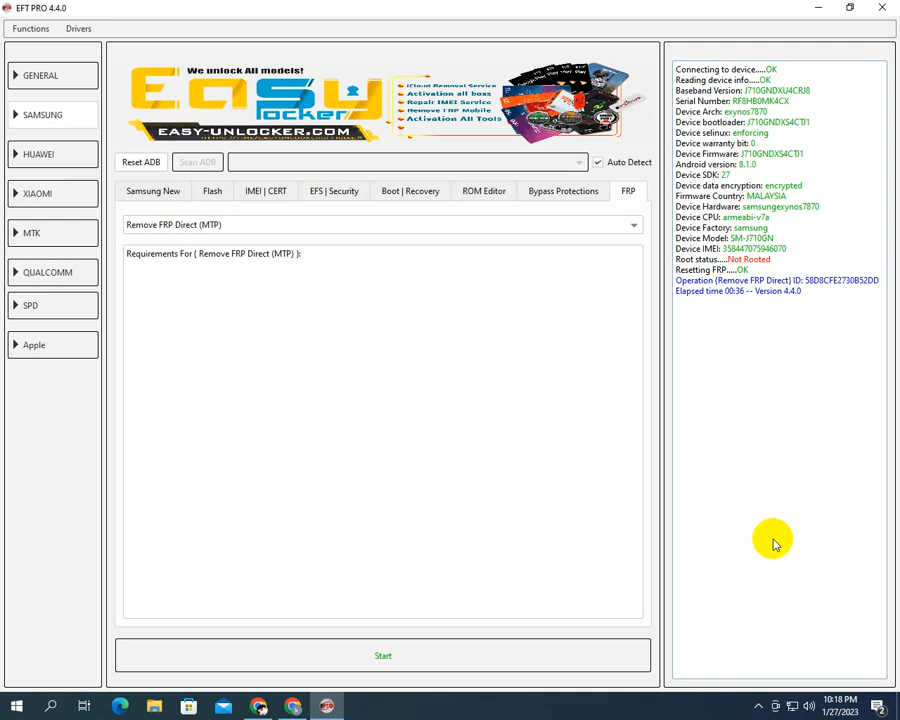 EFT PRO 4.4.0
Functions Drivers
GENERAL
SAMSUNG
HUAWEI
XIAOMI
MTK
QUALCOMM
SPD
Apple
We unlock All models!
Easy
locker
EASY-UNLOCKER.COM
iCloud Removal Service
Activation all boxs
Repair IMEI Service
Remove FRP Mobile
Activation All Tools
Reset ADB Scan ADB Auto Detect
Samsung New Flash IMEI | CERT EFS | Security Boot | Recovery ROM Editor Bypass Protections FRP
Remove FRP Direct (MTP)
Requirements For { Remove FRP Direct (MTP) }:
Start
Connecting to device.....OK
Reading device info....OK
Baseband Version: J710GNDXU4CRJ8
Serial Number: RF8HB0MK4CX
Device Arch: exynos7870
Device bootloader: J710GNDXS4CTJ1
Device selinux: enforcing
Device warranty bit: 0
Device Firmware: J710GNDXS4CTJ1
Android version: 8.1.0
Device SDK: 27
Device data encryption: encrypted
Firmware Country: MALAYSIA
Device Hardware: samsungexynos7870
Device CPU: armeabi-v7a
Device Factory: samsung
Device Model: SM-J710GN
Device IMEI: 358447075946070
Root status.....Not Rooted
Resetting FRP....OK
Operation {Remove FRP Direct} ID: 58D8CFE2730B52DD
Elapsed time 00:36 -- Version 4.4.0
10:18 PM
1/27/2023
2